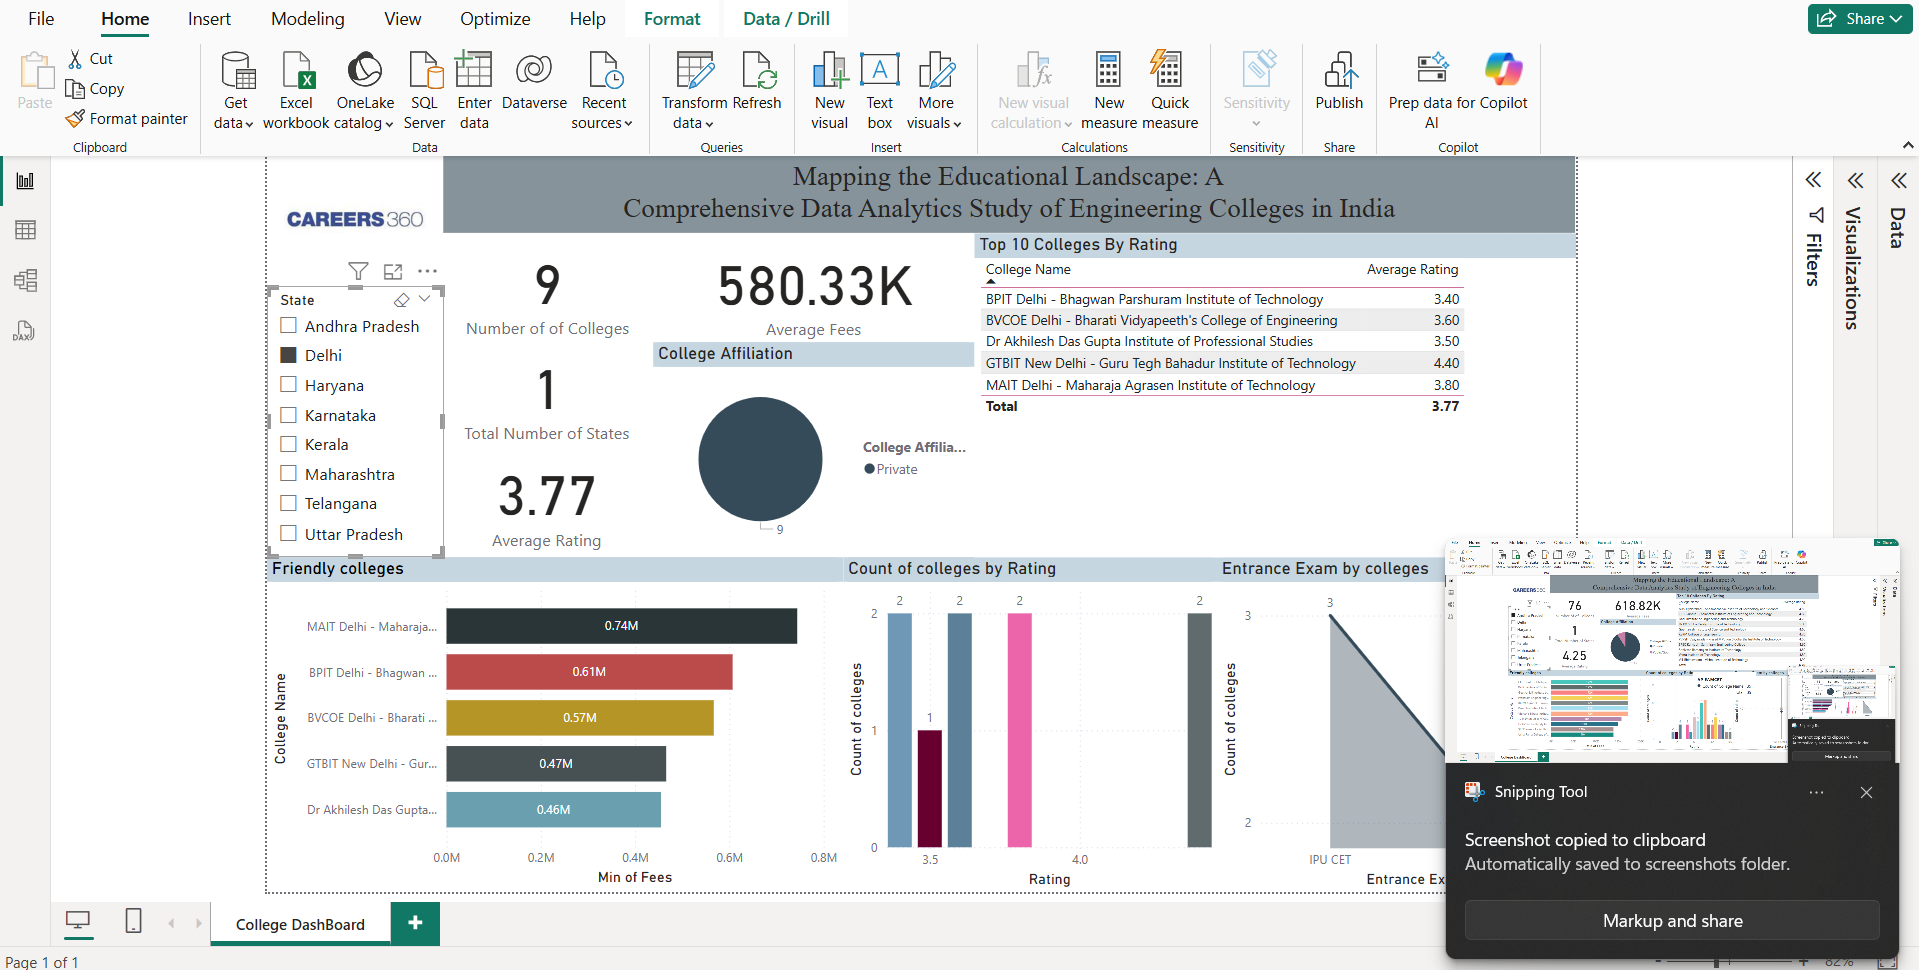 File Home Insert Modeling View Optimize Help Format Data / Drill Share
Paste
Cut
Copy
Format painter
Clipboard
Get data
Excel workbook
OneLake catalog
SQL Server
Enter data
Dataverse
Recent sources
Data
Transform data
Refresh
Queries
New visual
Text box
More visuals
Insert
New visual calculation
New measure
Quick measure
Calculations
Sensitivity
Sensitivity
Publish
Share
Prep data for AI
Copilot
Copilot
CAREERS360
Mapping the Educational Landscape: A
Comprehensive Data Analytics Study of Engineering Colleges in India
State
Andhra Pradesh
Delhi
Haryana
Karnataka
Kerala
Maharashtra
Telangana
Uttar Pradesh
9
Number of of Colleges
1
Total Number of States
3.77
Average Rating
580.33K
Average Fees
College Affiliation
College Affilia...
Private
9
Top 10 Colleges By Rating
College Name Average Rating
BPIT Delhi - Bhagwan Parshuram Institute of Technology 3.40
BVCOE Delhi - Bharati Vidyapeeth's College of Engineering 3.60
Dr Akhilesh Das Gupta Institute of Professional Studies 3.50
GTBIT New Delhi - Guru Tegh Bahadur Institute of Technology 4.40
MAIT Delhi - Maharaja Agrasen Institute of Technology 3.80
Total 3.77
Friendly colleges
College Name
MAIT Delhi - Maharaja... 0.74M
BPIT Delhi - Bhagwan ... 0.61M
BVCOE Delhi - Bharati ... 0.57M
GTBIT New Delhi - Gur... 0.47M
Dr Akhilesh Das Gupta... 0.46M
0.0M 0.2M 0.4M 0.6M 0.8M
Min of Fees
Count of colleges by Rating
Count of colleges
2
1
0
2 1 2 2 2
3.5 4.0
Rating
Entrance Exam by colleges
Count of colleges
3
2
3
IPU CET
Entrance Ex
Filters
Visualizations
Data
76
618.82K
1
4.25
Snipping Tool
Screenshot copied to clipboard
Automatically saved to screenshots folder.
Markup and share
College DashBoard
Page 1 of 1
82%